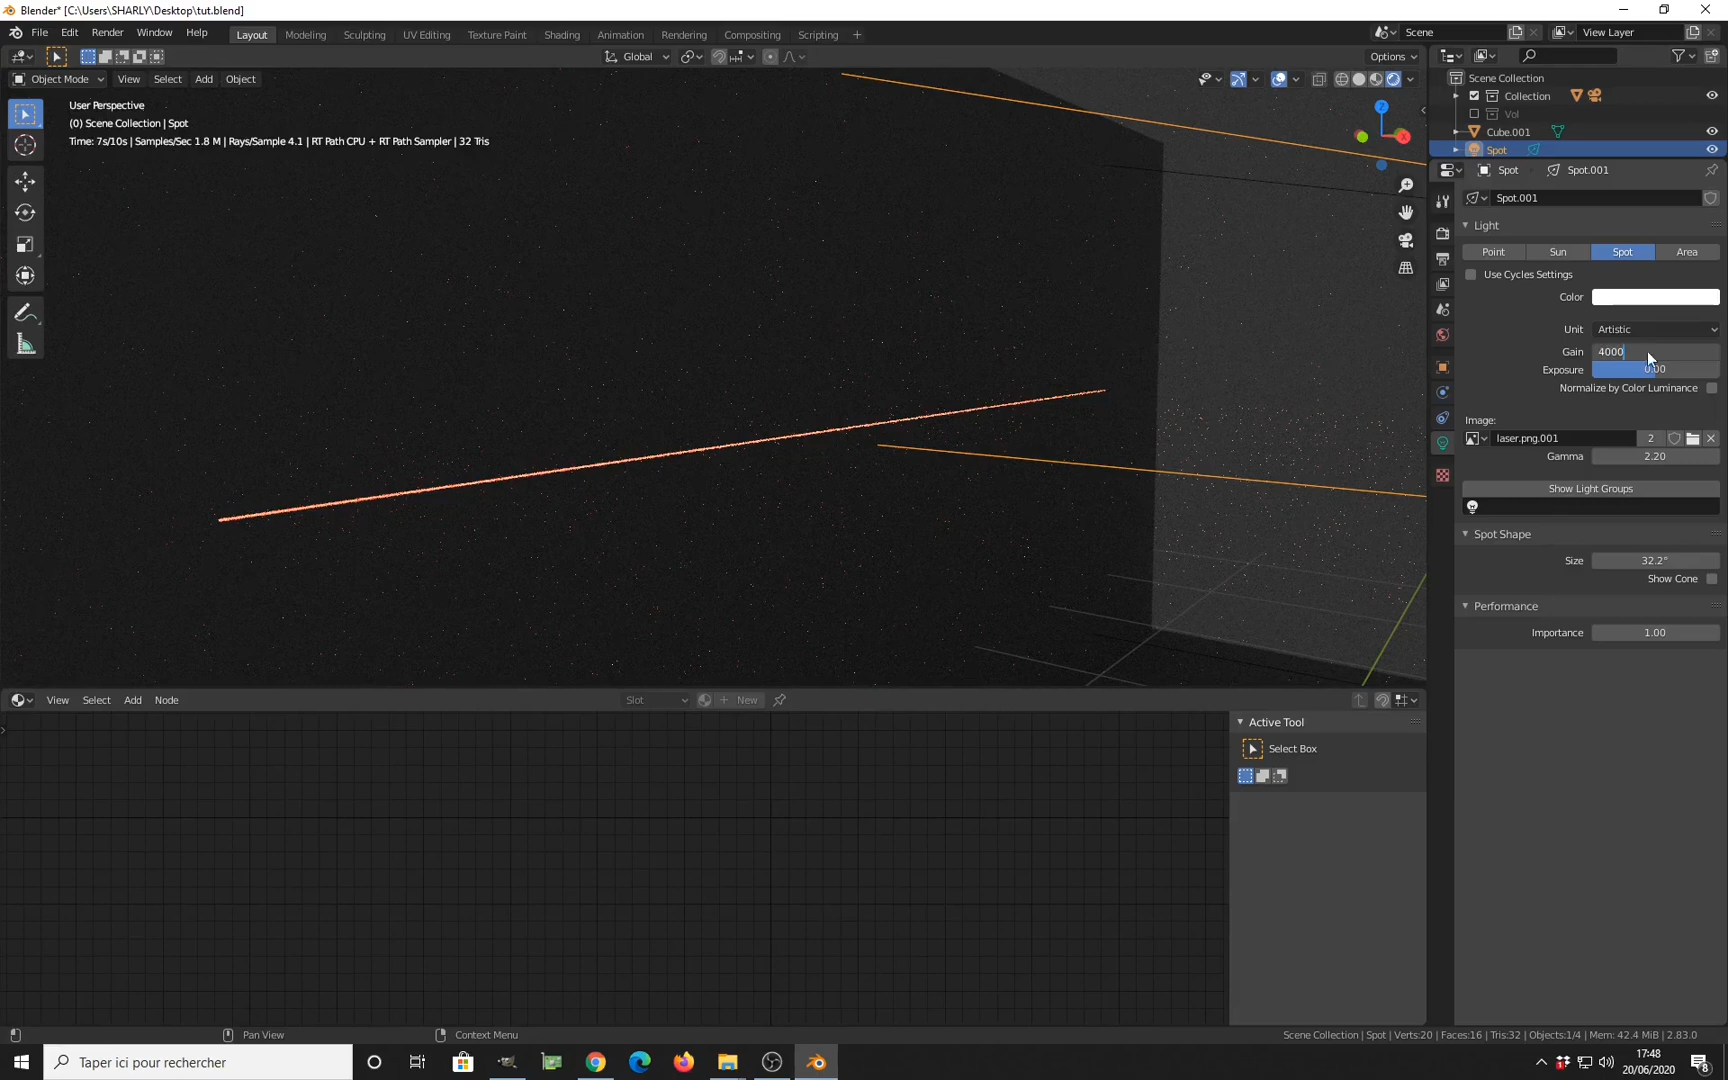 Blender* [C:\Users\SHARLY\Desktop\tut.blend]
File Edit Render Window Help
Layout Modeling Sculpting UV Editing Texture Paint Shading Animation Rendering Compositing Scripting +
Scene
View Layer
Global
Options
Object Mode View Select Add Object
User Perspective
(0) Scene Collection | Spot
Time: 7s/10s | Samples/Sec 1.8 M | Rays/Sample 4.1 | RT Path CPU + RT Path Sampler | 32 Tris
Z
X
Scene Collection
Collection
Vol
Cube.001
Spot
Spot Spot.001
Spot.001
Light
Point Sun Spot Area
Use Cycles Settings
Color
Unit Artistic
Gain 4000
Exposure 0.00
Normalize by Color Luminance
Image:
laser.png.001 2
Gamma 2.20
Show Light Groups
Spot Shape
Size 32.2°
Show Cone
Performance
Importance 1.00
View Select Add Node
Slot
New
Active Tool
Select Box
Pan View
Context Menu
Scene Collection | Spot | Verts:20 | Faces:16 | Tris:32 | Objects:1/4 | Mem: 42.4 MiB | 2.83.0
Taper ici pour rechercher
17:48
20/06/2020
8